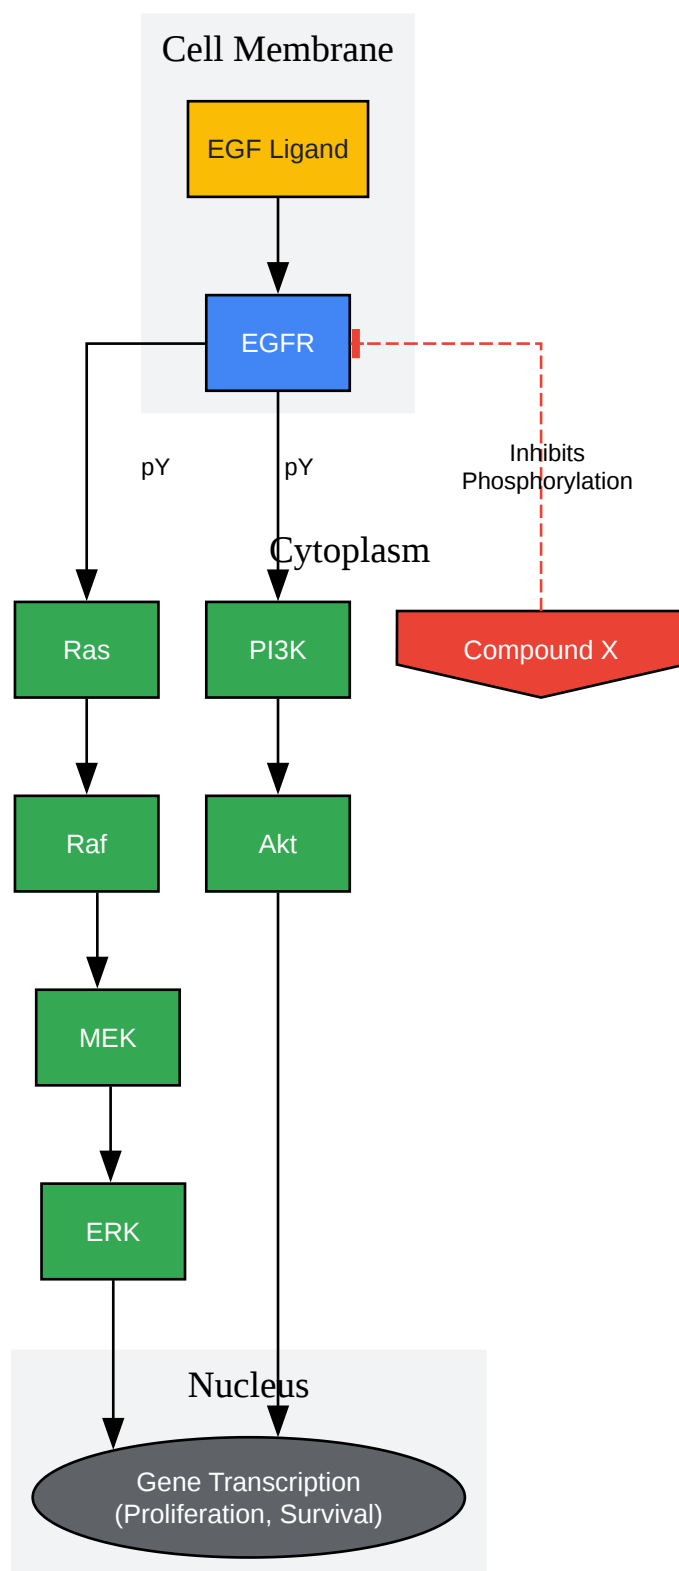 Cell Membrane
EGF Ligand
EGFR
pY
pY
Inhibits
Phosphorylation
Cytoplasm
Ras
PI3K
Compound X
Raf
Akt
MEK
ERK
Nucleus
Gene Transcription
(Proliferation, Survival)